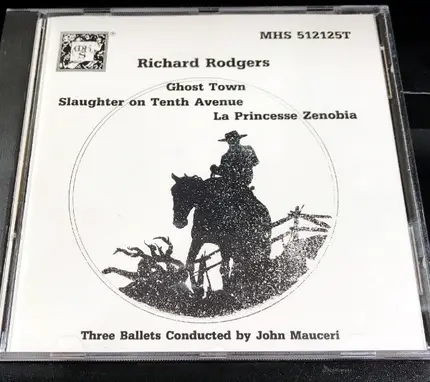 MHS 512125T
MHS
Richard Rodgers
Ghost Town
Slaughter on Tenth Avenue
La Princesse Zenobia
Three Ballets Conducted by John Mauceri